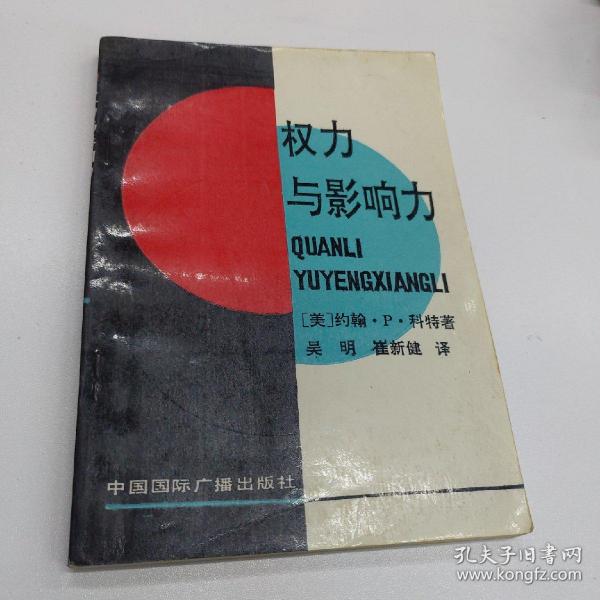 权力
与影响力
QUANLI
YUYENGXIANGLI
[美]约翰·P·科特著
吴 明 崔新健 译
中国国际广播出版社
孔夫子旧书网
www.kongfz.com